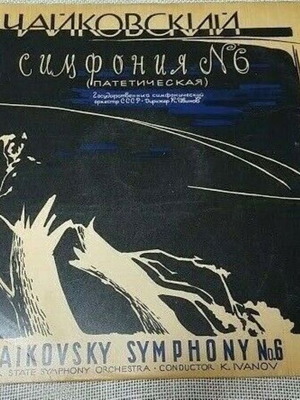 ЧАЙКОВСКИЙ
СИМФОНИЯ №6
(ПАТЕТИЧЕСКАЯ)
Государственный симфонический
оркестр СССР · Дирижер К. Иванов
AIKOVSKY SYMPHONY No.6
STATE SYMPHONY ORCHESTRA - CONDUCTOR K. IVANOV